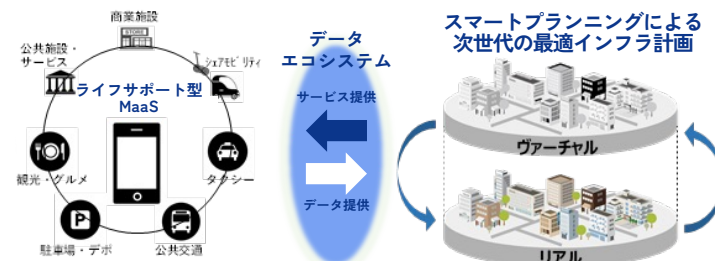 商業施設
STORE
公共施設・
サービス
シェアモビリティ
ライフサポート型
MaaS
観光・グルメ
タクシー
P
駐車場・デポ
公共交通
データ
エコシステム
サービス提供
データ提供
スマートプランニングによる
次世代の最適インフラ計画
ヴァーチャル
リアル